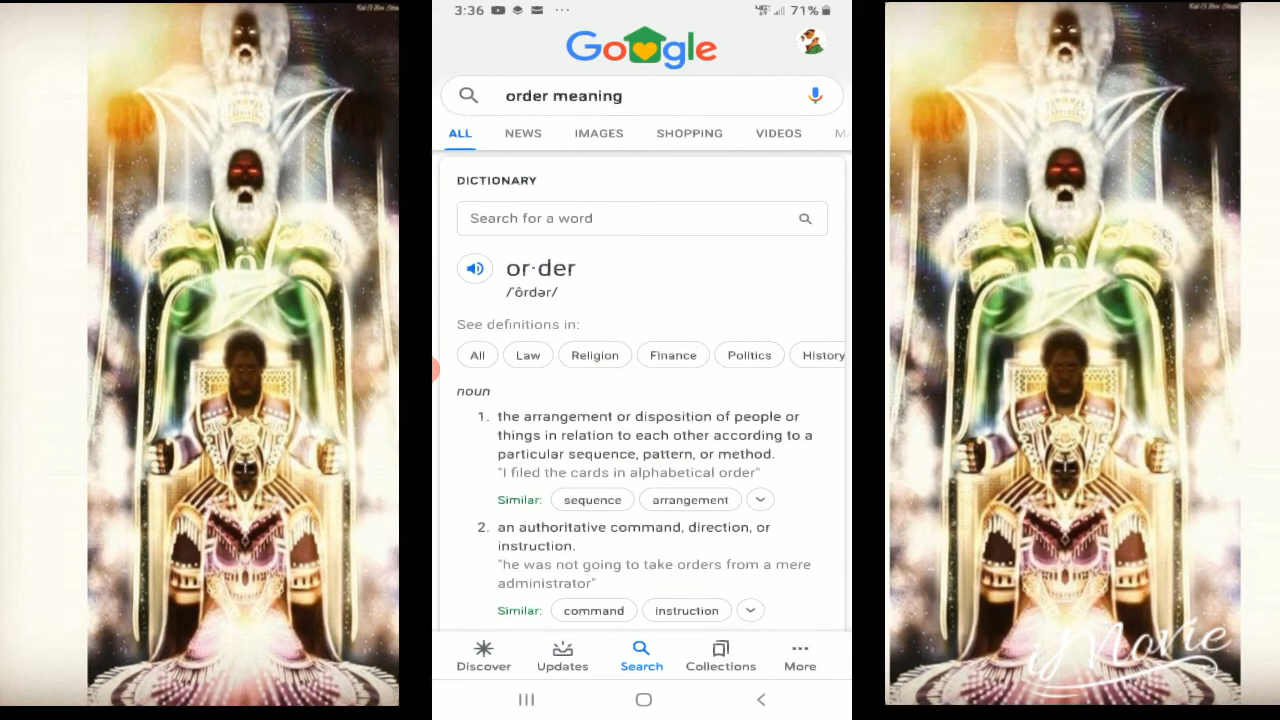 3:36 ... 71%
Google
order meaning
ALL NEWS IMAGES SHOPPING VIDEOS
DICTIONARY
Search for a word
or·der
/ˈôrdər/
See definitions in:
All Law Religion Finance Politics History
noun
1. the arrangement or disposition of people or
things in relation to each other according to a
particular sequence, pattern, or method.
"I filed the cards in alphabetical order"
Similar: sequence arrangement
2. an authoritative command, direction, or
instruction.
"he was not going to take orders from a mere
administrator"
Similar: command instruction
Discover Updates Search Collections More
iMovie